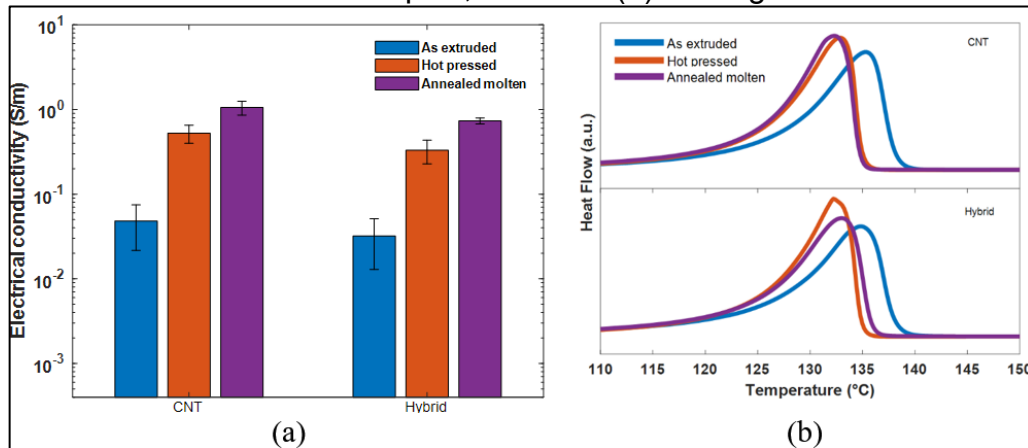 As extruded
Hot pressed
Annealed molten
Electrical conductivity (S/m)
10^1
10^0
10^-1
10^-2
10^-3
CNT Hybrid
(a)
As extruded
Hot pressed
Annealed molten
CNT
Hybrid
Heat Flow (a.u.)
110 115 120 125 130 135 140 145 150
Temperature (°C)
(b)